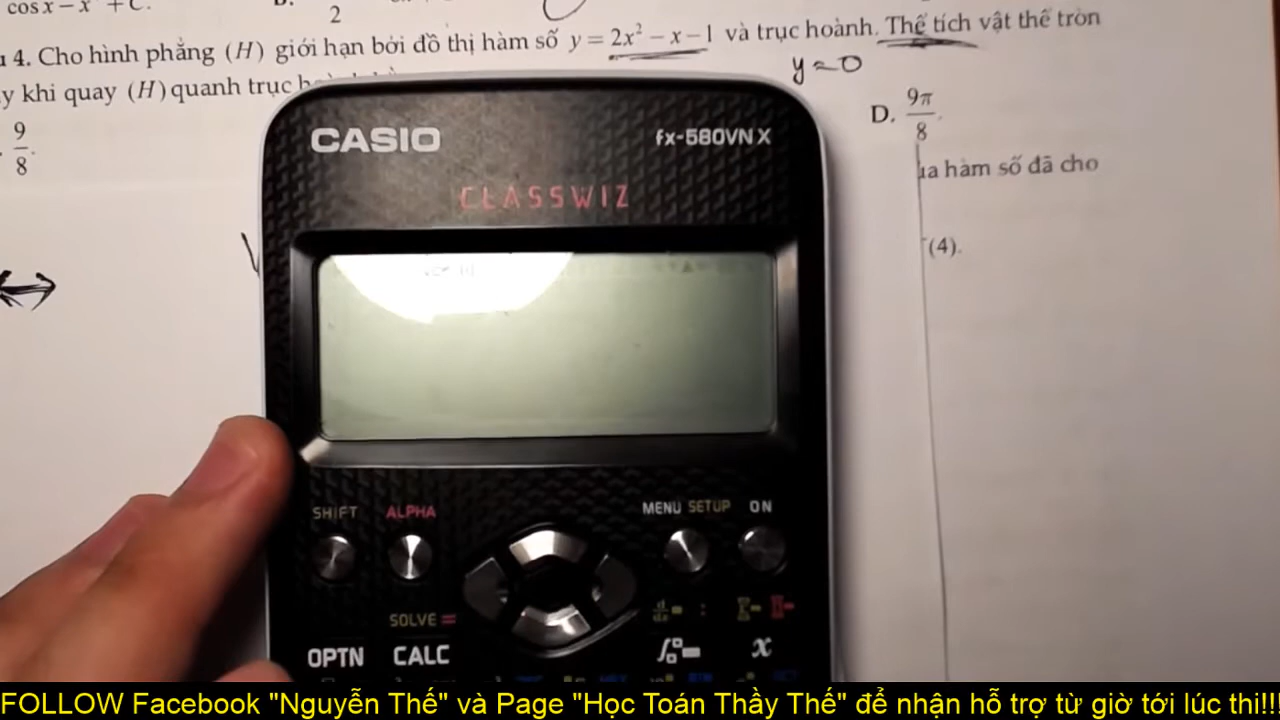 cos x − x + C.
2
4. Cho hình phẳng (H) giới hạn bởi đồ thị hàm số y = 2x² − x − 1 và trục hoành. Thể tích vật thể tròn
y khi quay (H) quanh trục
y = 0
9/8.
D. 9π/8.
CASIO
fx-580VN X
CLASSWIZ
hàm số đã cho
(4).
SHIFT ALPHA MENU SETUP ON
SOLVE =
OPTN CALC x
FOLLOW Facebook "Nguyễn Thế" và Page "Học Toán Thầy Thế" để nhận hỗ trợ từ giờ tới lúc thi!!!